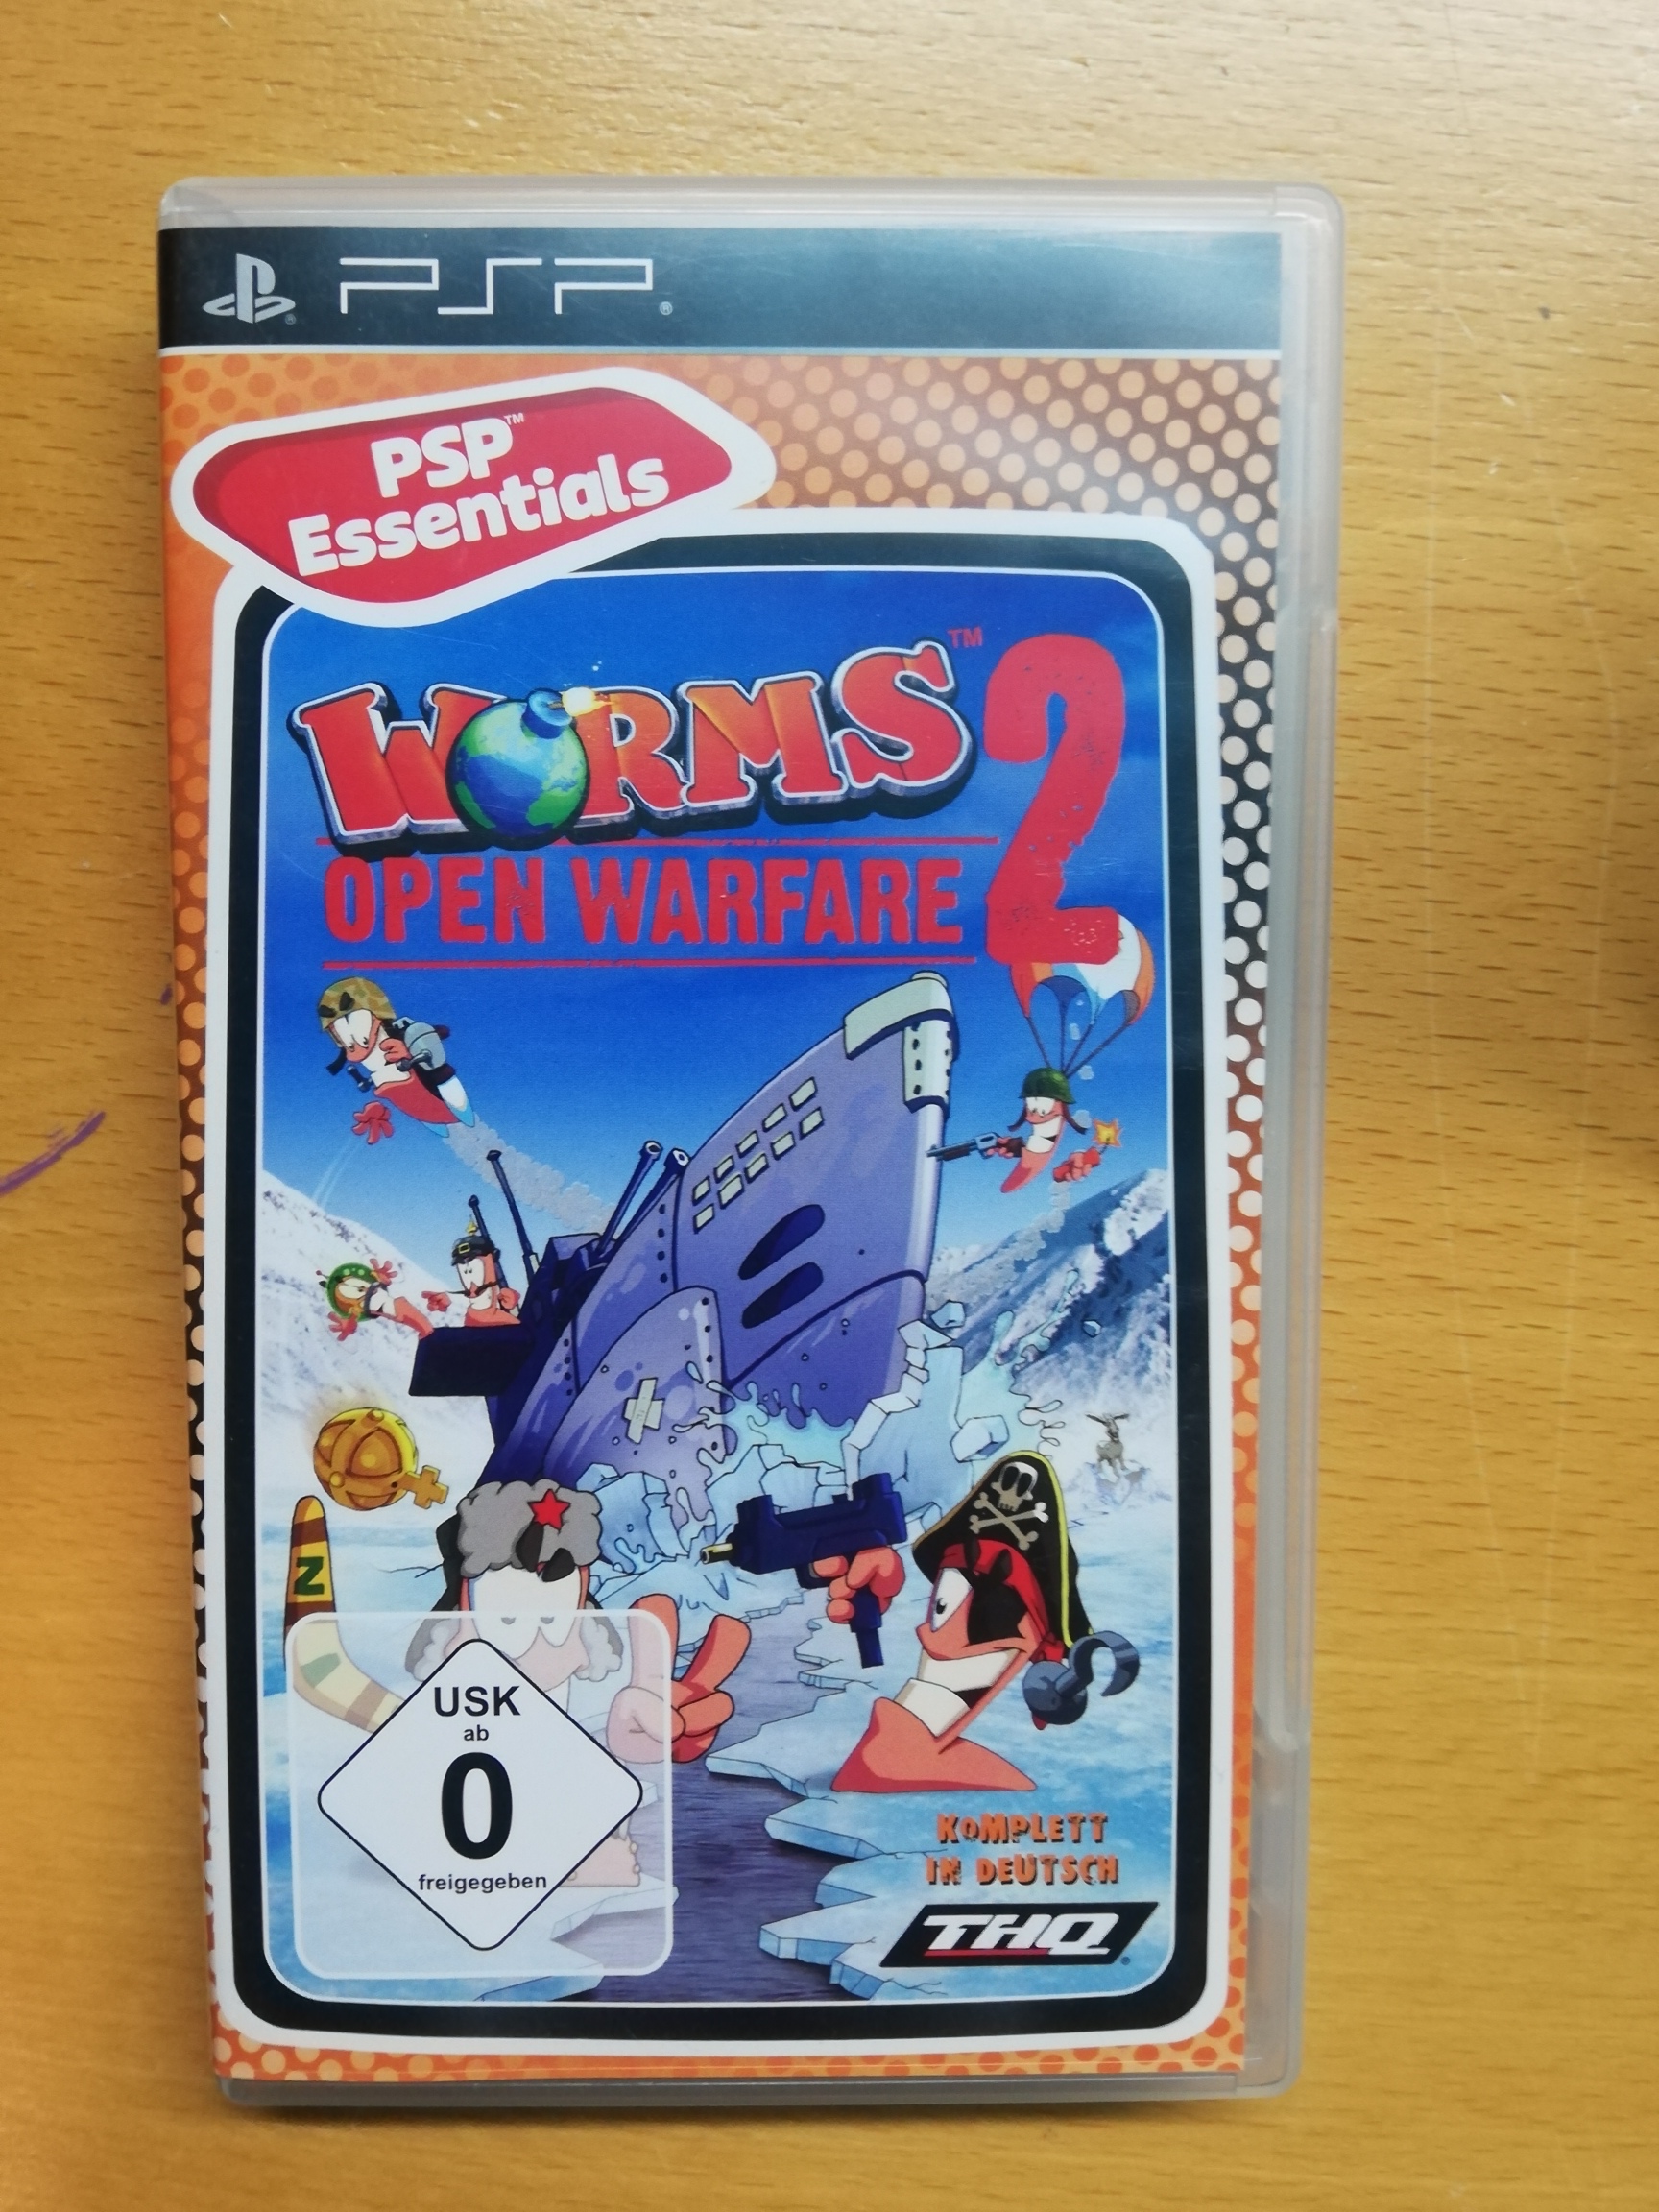 PSP®
PSP™
Essentials
WORMS™ 2
OPEN WARFARE
Z
USK
ab
0
freigegeben
KOMPLETT
IN DEUTSCH
THQ®